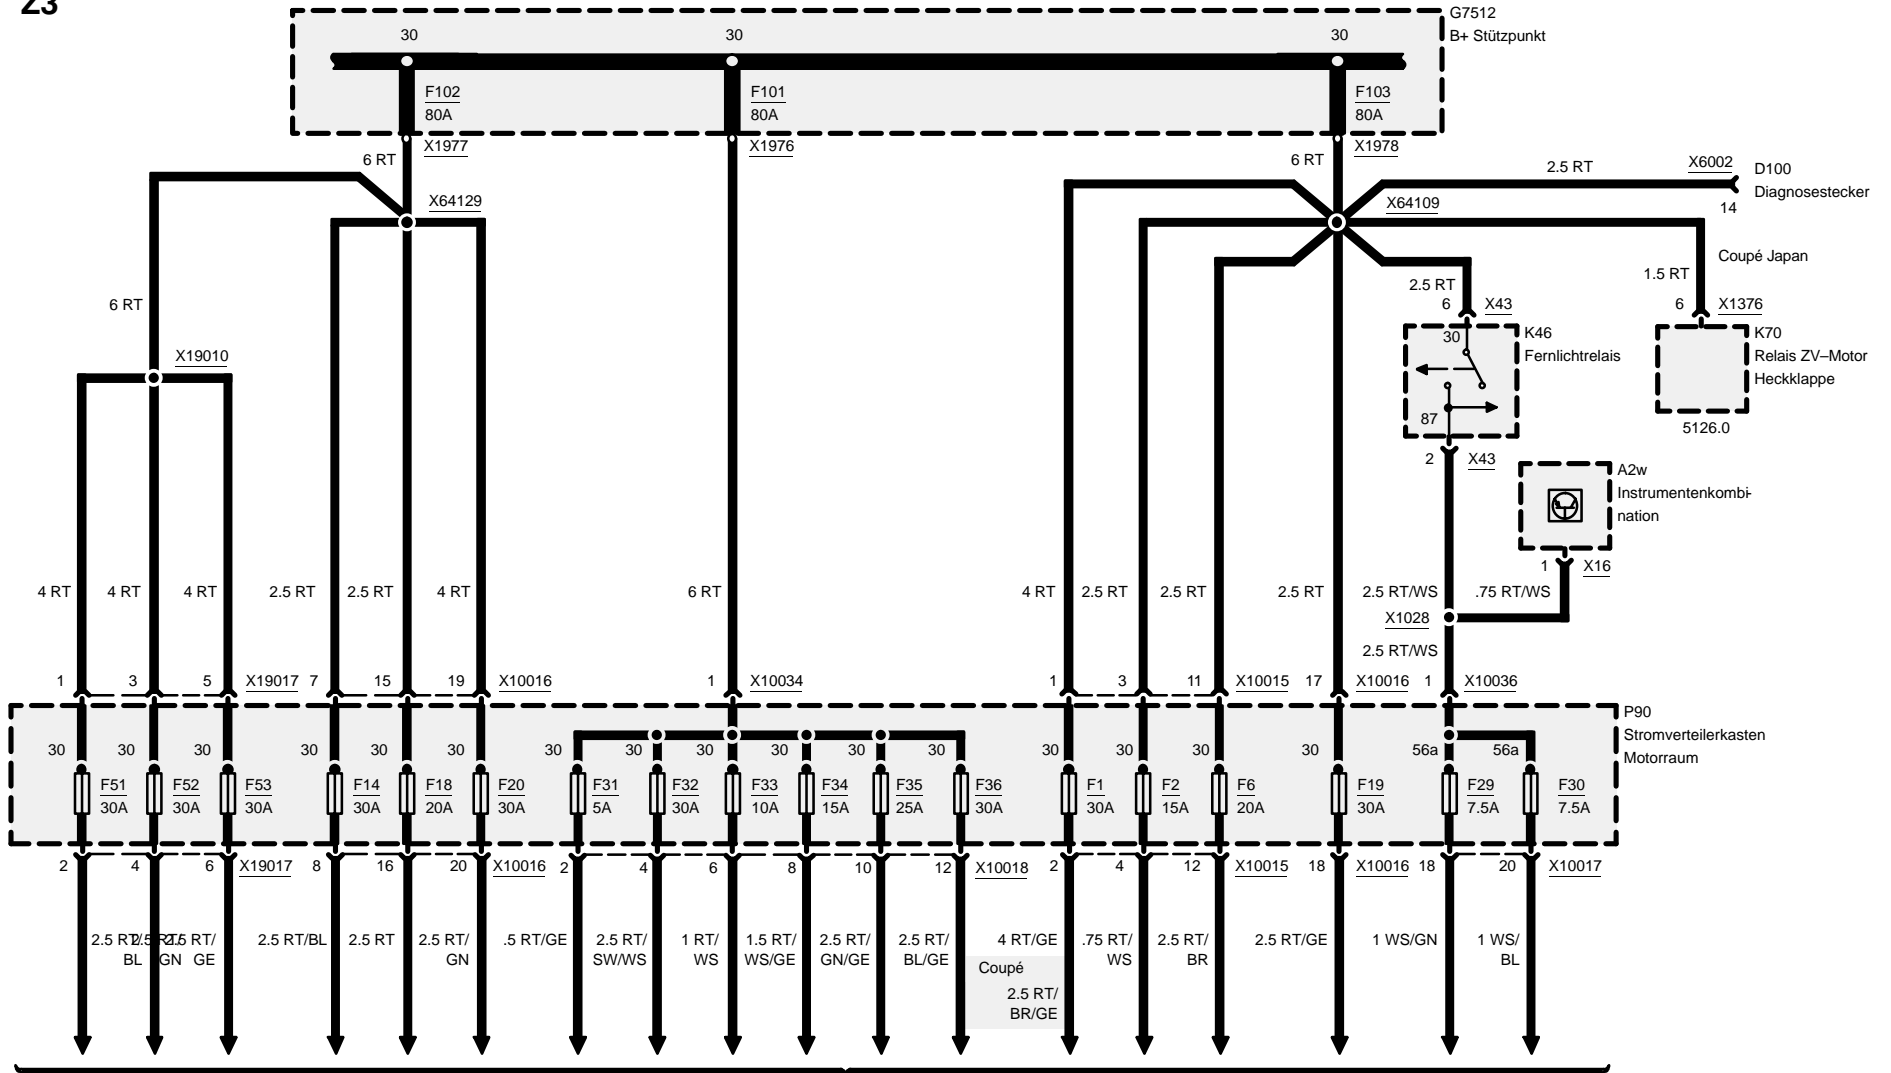 Z3
G7512
B+ Stützpunkt
30 30 30
F102 F101 F103
80A 80A 80A
X1977 X1976 X1978
6 RT 6 RT
2.5 RT X6002 D100
Diagnosestecker
14
X64129 X64109
Coupé Japan
6 RT 2.5 RT 1.5 RT
6 X43 6 X1376
30 K46 K70
X19010 Fernlichtrelais Relais ZV–Motor
Heckklappe
87 5126.0
2 X43 A2w
Instrumentenkombi-
nation
1 X16
4 RT 4 RT 4 RT 2.5 RT 2.5 RT 4 RT 6 RT 4 RT 2.5 RT 2.5 RT 2.5 RT 2.5 RT/WS .75 RT/WS
X1028
2.5 RT/WS
1 3 5 X19017 7 15 19 X10016 1 X10034 1 3 11 X10015 17 X10016 1 X10036
P90
Stromverteilerkasten
Motorraum
30 30 30 30 30 30 30 30 30 30 30 30 30 30 30 30 56a 56a
F51 F52 F53 F14 F18 F20 F31 F32 F33 F34 F35 F36 F1 F2 F6 F19 F29 F30
30A 30A 30A 30A 20A 30A 5A 30A 10A 15A 25A 30A 30A 15A 20A 30A 7.5A 7.5A
2 4 6 X19017 8 16 20 X10016 2 4 6 8 10 12 X10018 2 4 12 X10015 18 X10016 18 20 X10017
2.5 RT/ 2.5 RT/ 2.5 RT/ 2.5 RT/BL 2.5 RT 2.5 RT/ .5 RT/GE 2.5 RT/ 1 RT/ 1.5 RT/ 2.5 RT/ 2.5 RT/ 4 RT/GE .75 RT/ 2.5 RT/ 2.5 RT/GE 1 WS/GN 1 WS/
BL GN GE GN SW/WS WS WS/GE GN/GE BL/GE WS BR BL
Coupé
2.5 RT/
BR/GE